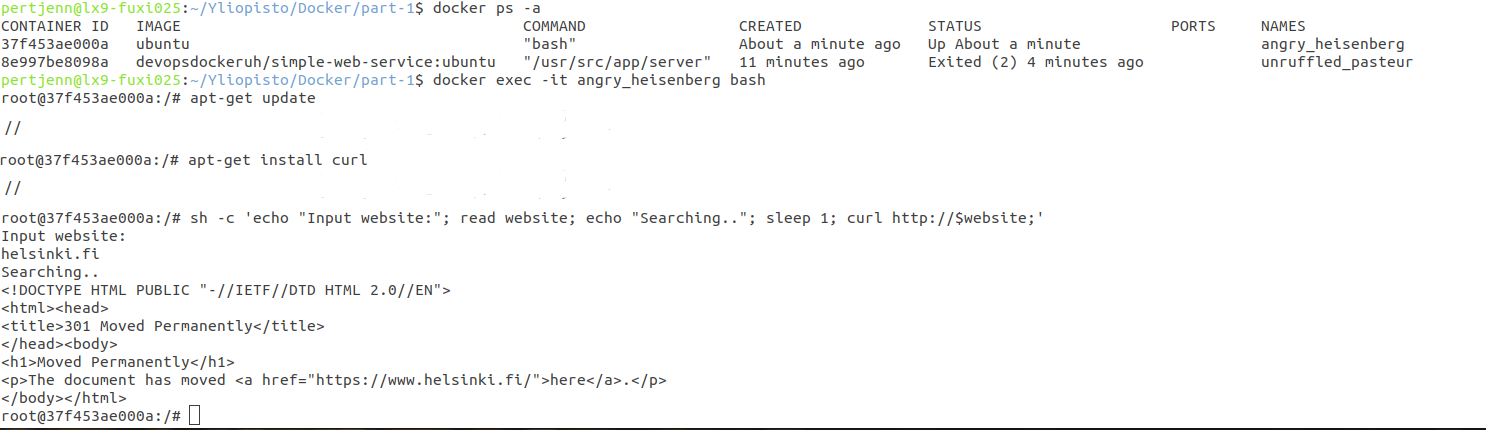 pertjenn@lx9-fuxi025:~/Yliopisto/Docker/part-1$ docker ps -a
CONTAINER ID   IMAGE                                  COMMAND                 CREATED              STATUS                     PORTS     NAMES
37f453ae000a   ubuntu                                 "bash"                  About a minute ago   Up About a minute                    angry_heisenberg
8e997be8098a   devopsdockeruh/simple-web-service:ubuntu   "/usr/src/app/server"   11 minutes ago       Exited (2) 4 minutes ago             unruffled_pasteur
pertjenn@lx9-fuxi025:~/Yliopisto/Docker/part-1$ docker exec -it angry_heisenberg bash
root@37f453ae000a:/# apt-get update
//
root@37f453ae000a:/# apt-get install curl
//
root@37f453ae000a:/# sh -c 'echo "Input website:"; read website; echo "Searching.."; sleep 1; curl http://$website;'
Input website:
helsinki.fi
Searching..
<!DOCTYPE HTML PUBLIC "-//IETF//DTD HTML 2.0//EN">
<html><head>
<title>301 Moved Permanently</title>
</head><body>
<h1>Moved Permanently</h1>
<p>The document has moved <a href="https://www.helsinki.fi/">here</a>.</p>
</body></html>
root@37f453ae000a:/#